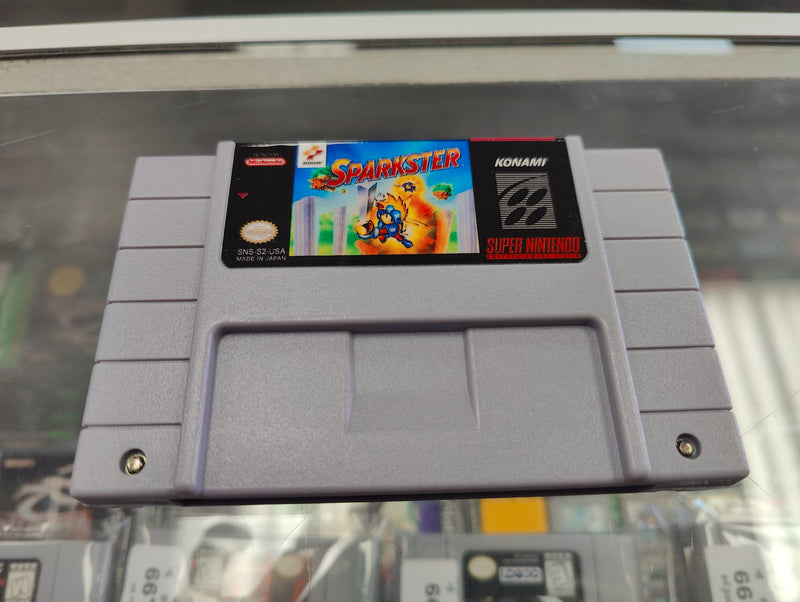 Nintendo
KONAMI
SPARKSTER
KONAMI
SNS-S2-USA
MADE IN JAPAN
SUPER NINTENDO
ENTERTAINMENT SYSTEM